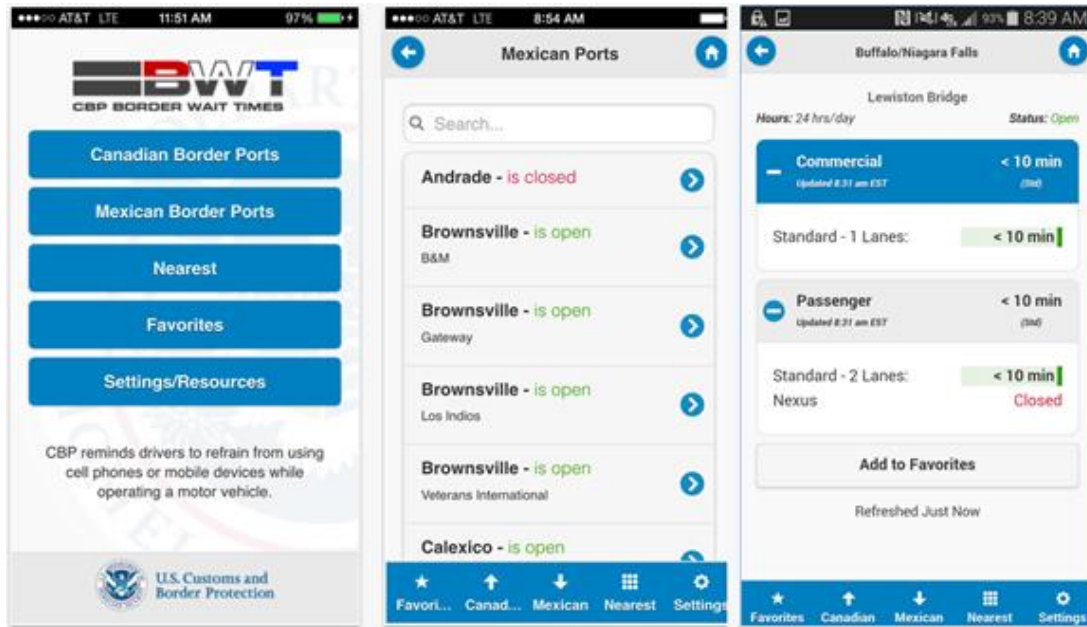 AT&T LTE 11:51 AM 97%
BWT
CBP BORDER WAIT TIMES
Canadian Border Ports
Mexican Border Ports
Nearest
Favorites
Settings/Resources
CBP reminds drivers to refrain from using
cell phones or mobile devices while
operating a motor vehicle.
U.S. Customs and
Border Protection
AT&T LTE 8:54 AM
Mexican Ports
Search...
Andrade - is closed
Brownsville - is open
B&M
Brownsville - is open
Gateway
Brownsville - is open
Los Indios
Brownsville - is open
Veterans International
Calexico - is open
Favori... Canad... Mexican Nearest Settings
93% 8:39 AM
Buffalo/Niagara Falls
Lewiston Bridge
Hours: 24 hrs/day Status: Open
Commercial < 10 min
Updated 8:31 am EST (Std)
Standard - 1 Lanes: < 10 min
Passenger < 10 min
Updated 8:31 am EST (Std)
Standard - 2 Lanes: < 10 min
Nexus Closed
Add to Favorites
Refreshed Just Now
Favorites Canadian Mexican Nearest Settings